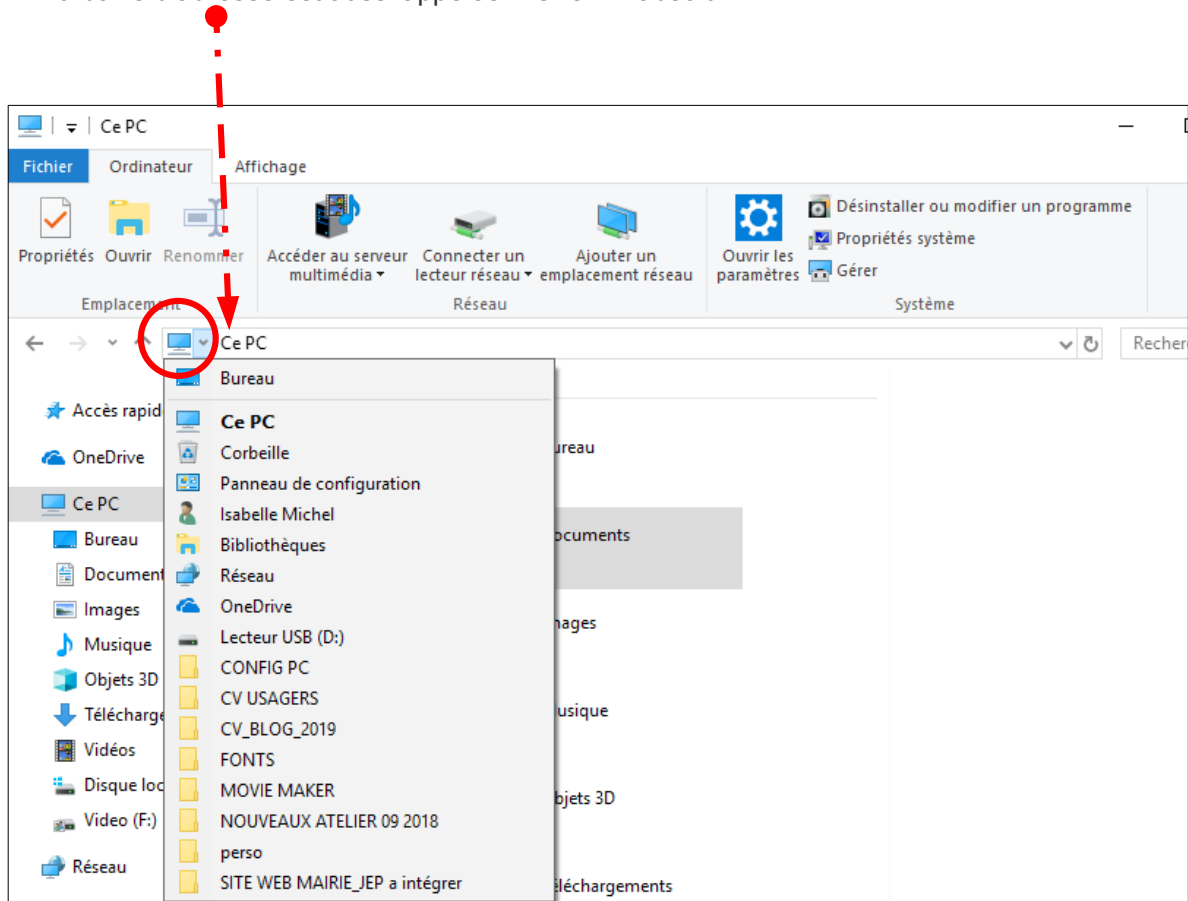 Ce PC
Fichier Ordinateur Affichage
Propriétés Ouvrir Renommer
Accéder au serveur multimédia
Connecter un lecteur réseau
Ajouter un emplacement réseau
Ouvrir les paramètres
Désinstaller ou modifier un programme
Propriétés système
Gérer
Emplacement Réseau Système
Ce PC
Recher
Bureau
Ce PC
Corbeille
Panneau de configuration
Isabelle Michel
Bibliothèques
Réseau
OneDrive
Lecteur USB (D:)
CONFIG PC
CV USAGERS
CV_BLOG_2019
FONTS
MOVIE MAKER
NOUVEAUX ATELIER 09 2018
perso
SITE WEB MAIRIE_JEP a intégrer
Accès rapid
OneDrive
Ce PC
Bureau
Document
Images
Musique
Objets 3D
Télécharge
Vidéos
Disque loc
Video (F:)
Réseau
ureau
ocuments
nages
usique
bjets 3D
éléchargements